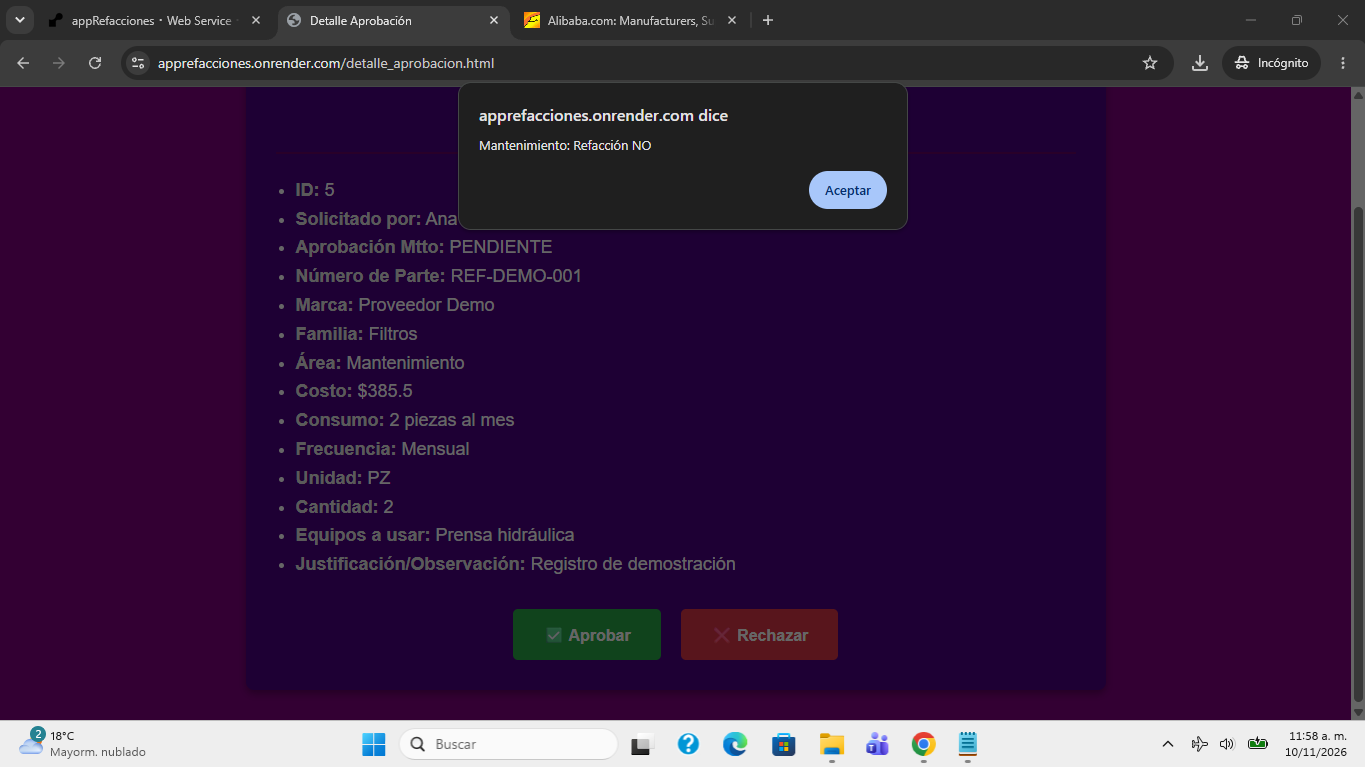 appRefacciones · Web Service
Detalle Aprobación
Alibaba.com: Manufacturers, Su
apprefacciones.onrender.com/detalle_aprobacion.html
Incógnito
apprefacciones.onrender.com dice
Mantenimiento: Refacción NO
Aceptar
ID: 5
Solicitado por: Ana
Aprobación Mtto: PENDIENTE
Número de Parte: REF-DEMO-001
Marca: Proveedor Demo
Familia: Filtros
Área: Mantenimiento
Costo: $385.5
Consumo: 2 piezas al mes
Frecuencia: Mensual
Unidad: PZ
Cantidad: 2
Equipos a usar: Prensa hidráulica
Justificación/Observación: Registro de demostración
Aprobar
Rechazar
2
18°C
Mayorm. nublado
Buscar
11:58 a. m.
10/11/2026